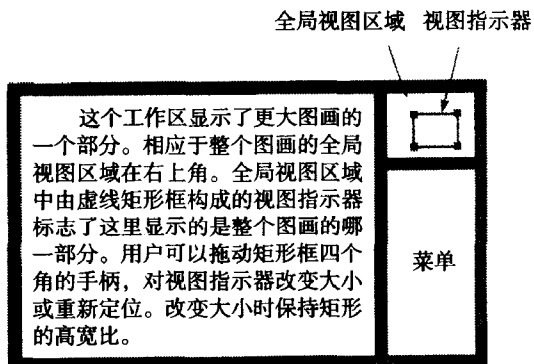 全局视图区域 视图指示器
这个工作区显示了更大图画的
一个部分。相应于整个图画的全局
视图区域在右上角。全局视图区域
中由虚线矩形框构成的视图指示器
标志了这里显示的是整个图画的哪
一部分。用户可以拖动矩形框四个
角的手柄，对视图指示器改变大小
或重新定位。改变大小时保持矩形
的高宽比。
菜单